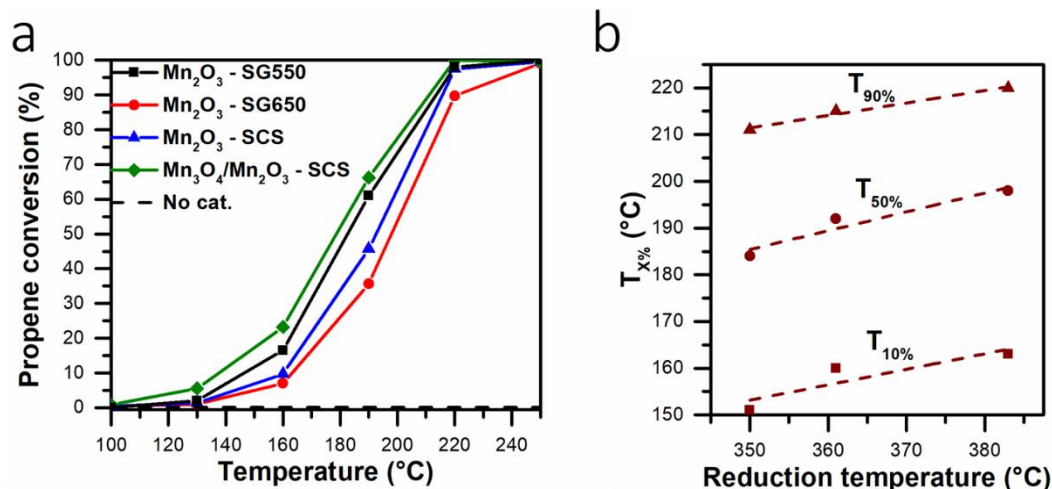 a
Propene conversion (%)
100
90
80
70
60
50
40
30
20
10
0
Mn₂O₃ - SG550
Mn₂O₃ - SG650
Mn₂O₃ - SCS
Mn₃O₄/Mn₂O₃ - SCS
No cat.
100 120 140 160 180 200 220 240
Temperature (°C)
b
T_X% (°C)
220
210
200
190
180
170
160
150
T₉₀%
T₅₀%
T₁₀%
350 360 370 380
Reduction temperature (°C)